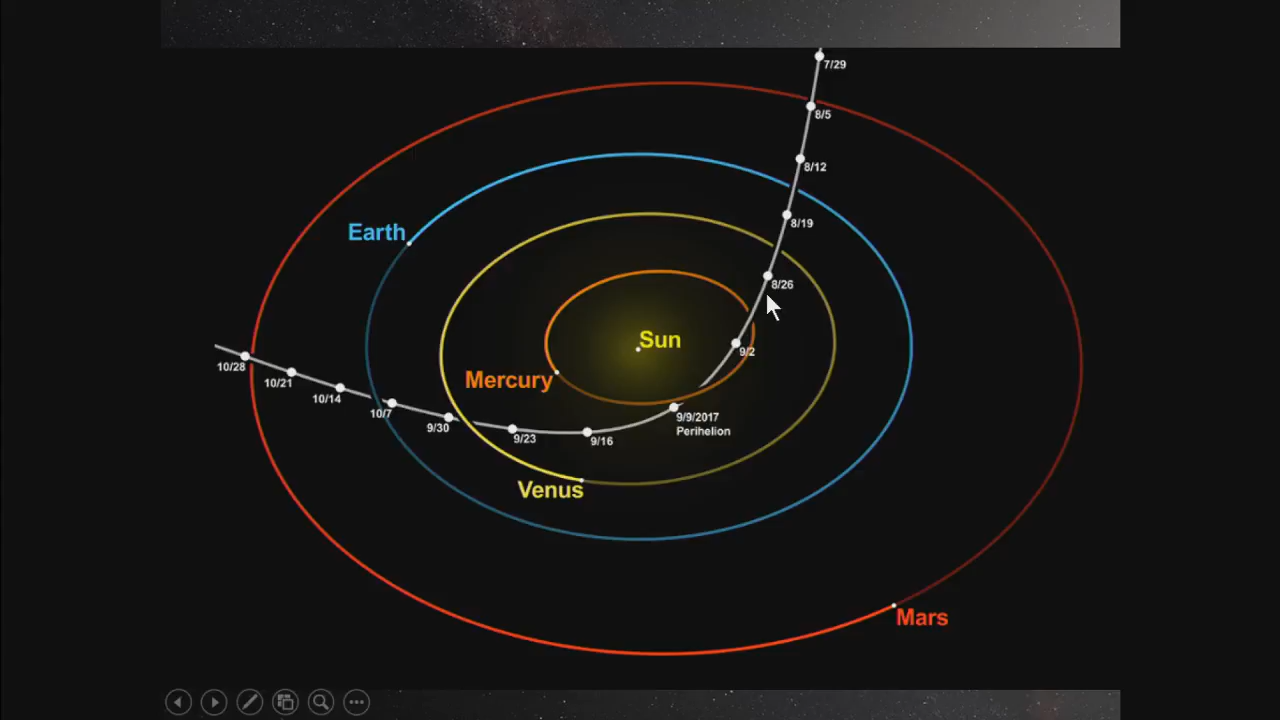 7/29
8/5
8/12
8/19
Earth
8/26
Sun
9/2
10/28
Mercury
10/21
10/14
10/7
9/9/2017
Perihelion
9/30
9/23
9/16
Venus
Mars